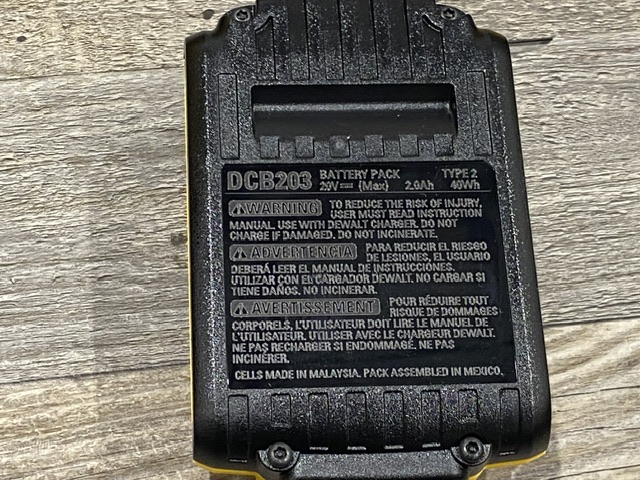 DCB203 BATTERY PACK TYPE 2
20V ⎓ (Max) 2.0Ah 40Wh
⚠WARNING TO REDUCE THE RISK OF INJURY,
USER MUST READ INSTRUCTION
MANUAL. USE WITH DEWALT CHARGER. DO NOT
CHARGE IF DAMAGED. DO NOT INCINERATE.
⚠ADVERTENCIA PARA REDUCIR EL RIESGO
DE LESIONES, EL USUARIO
DEBERÁ LEER EL MANUAL DE INSTRUCCIONES.
UTILIZAR CON EL CARGADOR DEWALT. NO CARGAR SI
TIENE DAÑOS. NO INCINERAR.
⚠AVERTISSEMENT POUR RÉDUIRE TOUT
RISQUE DE DOMMAGES
CORPORELS, L'UTILISATEUR DOIT LIRE LE MANUEL DE
L'UTILISATEUR. UTILISER AVEC LE CHARGEUR DEWALT.
NE PAS RECHARGER SI ENDOMMAGÉ. NE PAS
INCINÉRER.
CELLS MADE IN MALAYSIA. PACK ASSEMBLED IN MEXICO.